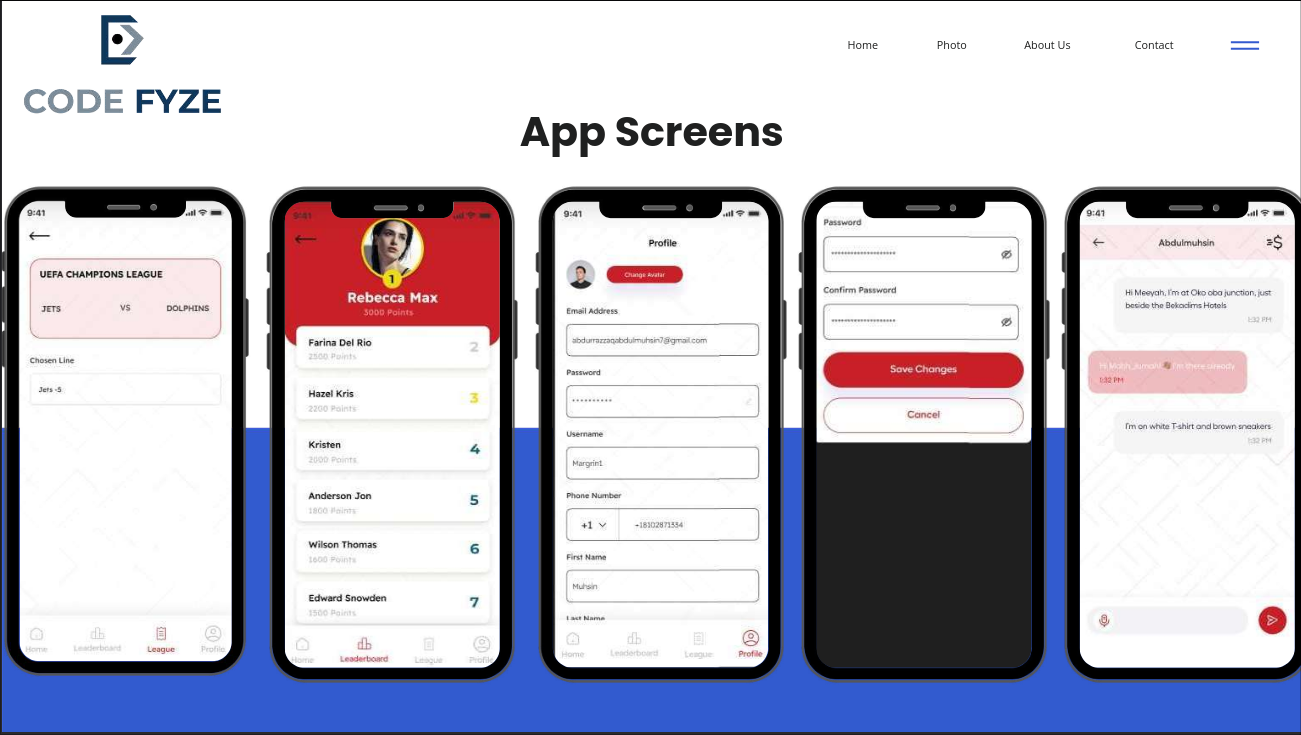 CODE FYZE
Home Photo About Us Contact
App Screens
9:41
UEFA CHAMPIONS LEAGUE
JETS VS DOLPHINS
Chosen Line
Jets -5
Home Leaderboard League Profile
9:41
1
Rebecca Max
3000 Points
Farina Del Rio
2500 Points
2
Hazel Kris
2200 Points
3
Kristen
2000 Points
4
Anderson Jon
1800 Points
5
Wilson Thomas
1600 Points
6
Edward Snowden
1500 Points
7
Home Leaderboard League Profile
9:41
Profile
Change Avatar
Email Address
abdurrazzaqabdulmuhsin7@gmail.com
Password
Username
Margrin1
Phone Number
+1 +18102871334
First Name
Muhsin
Last Name
Home Leaderboard League Profile
Password
Confirm Password
Save Changes
Cancel
9:41
Abdulmuhsin
Hi Meeyah, I'm at Oko oba junction, just
beside the Bekadims Hotels
1:32 PM
I'm there already
1:32 PM
I'm on white T-shirt and brown sneakers
1:32 PM